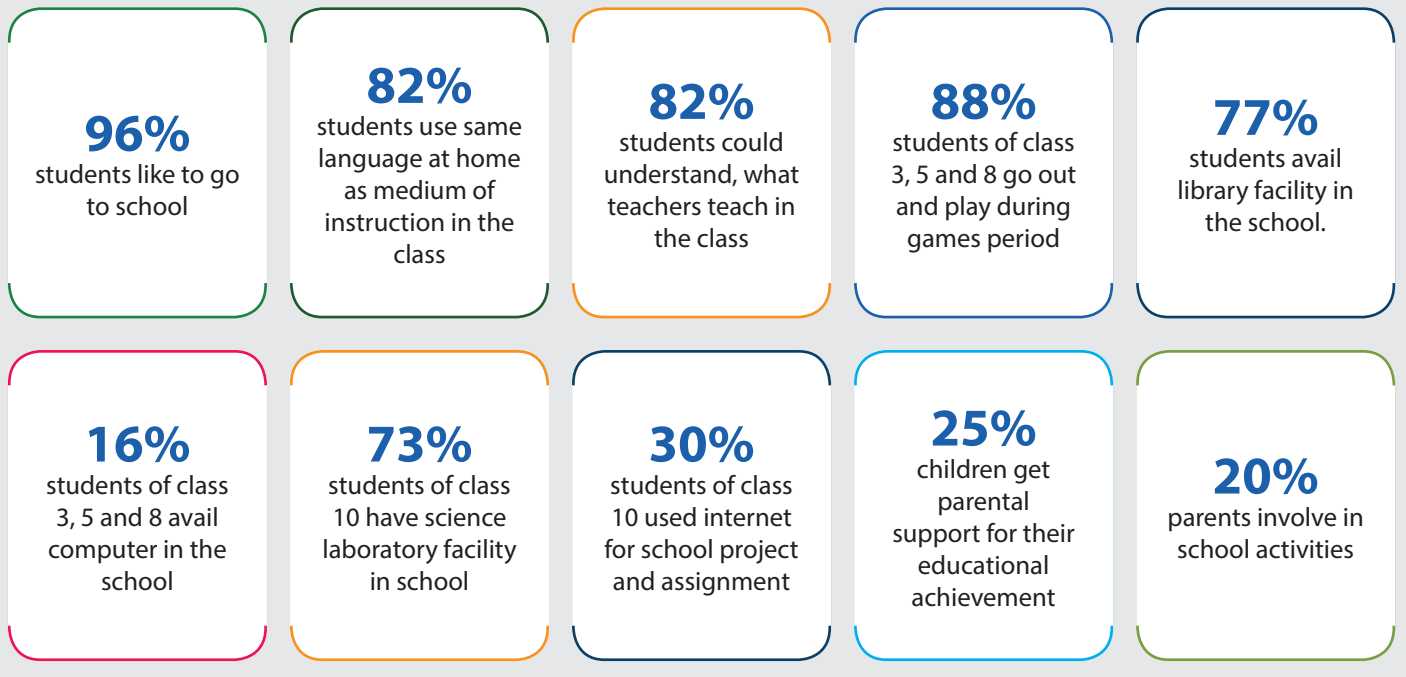 96%
students like to go
to school
82%
students use same
language at home
as medium of
instruction in the
class
82%
students could
understand, what
teachers teach in
the class
88%
students of class
3, 5 and 8 go out
and play during
games period
77%
students avail
library facility in
the school.
16%
students of class
3, 5 and 8 avail
computer in the
school
73%
students of class
10 have science
laboratory facility
in school
30%
students of class
10 used internet
for school project
and assignment
25%
children get
parental
support for their
educational
achievement
20%
parents involve in
school activities